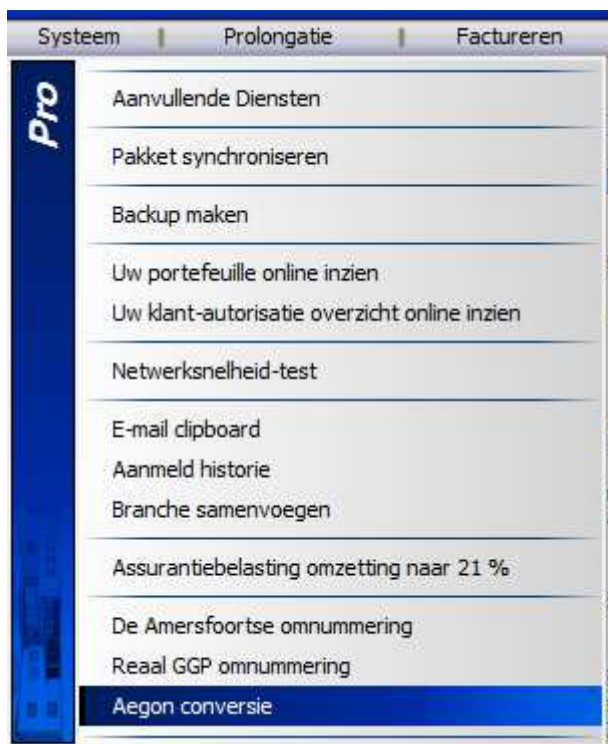 Systeem | Prolongatie | Factureren
Pro
Aanvullende Diensten
Pakket synchroniseren
Backup maken
Uw portefeuille online inzien
Uw klant-autorisatie overzicht online inzien
Netwerksnelheid-test
E-mail clipboard
Aanmeld historie
Branche samenvoegen
Assurantiebelasting omzetting naar 21 %
De Amersfoortse omnummering
Reaal GGP omnummering
Aegon conversie